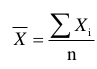 X̅ = ∑ Xᵢ / n